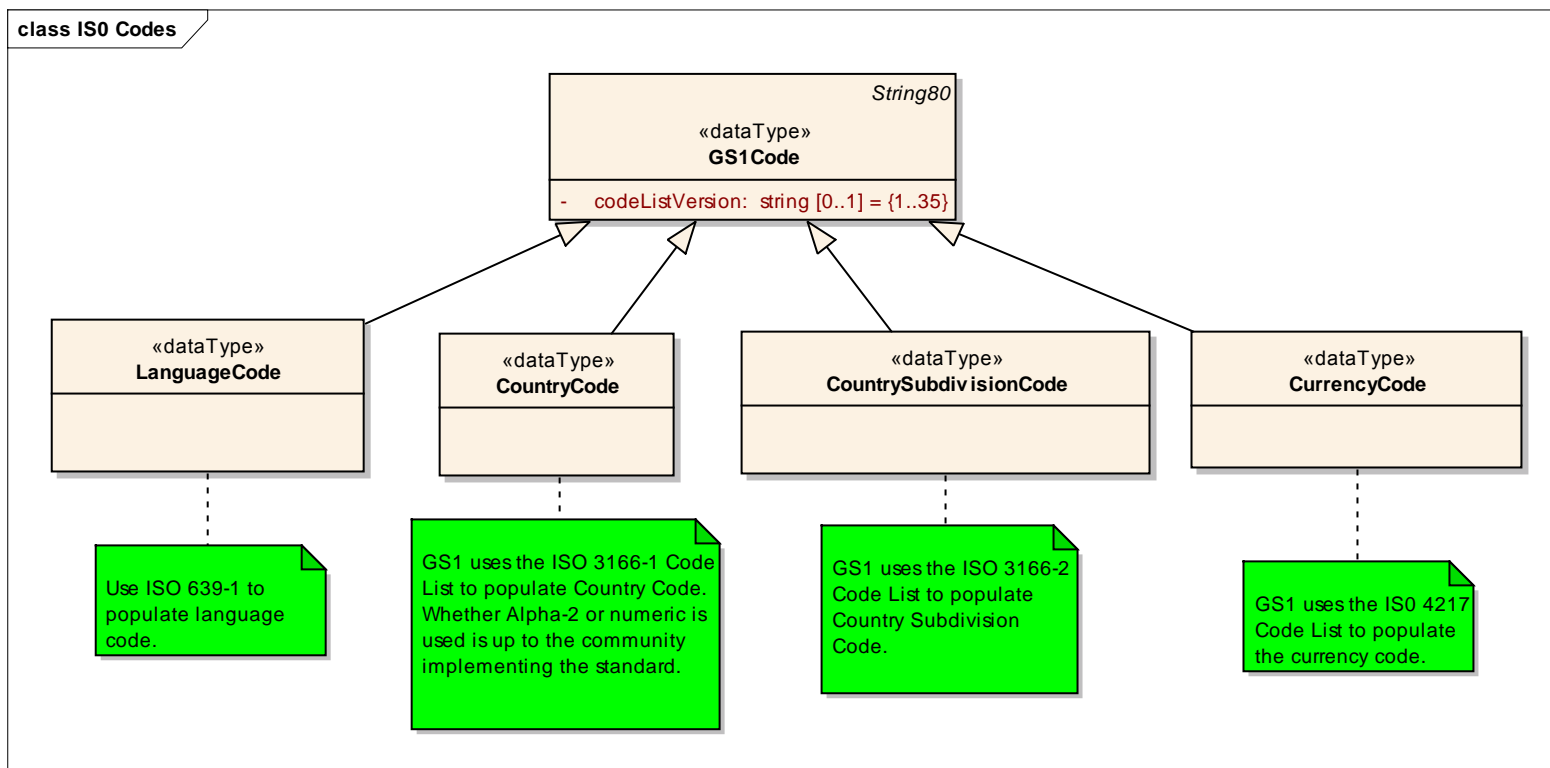 class IS0 Codes
String80
«dataType»
GS1Code
- codeListVersion: string [0..1] = {1..35}
«dataType»
LanguageCode
«dataType»
CountryCode
«dataType»
CountrySubdivisionCode
«dataType»
CurrencyCode
Use ISO 639-1 to
populate language
code.
GS1 uses the ISO 3166-1 Code
List to populate Country Code.
Whether Alpha-2 or numeric is
used is up to the community
implementing the standard.
GS1 uses the ISO 3166-2
Code List to populate
Country Subdivision
Code.
GS1 uses the IS0 4217
Code List to populate
the currency code.